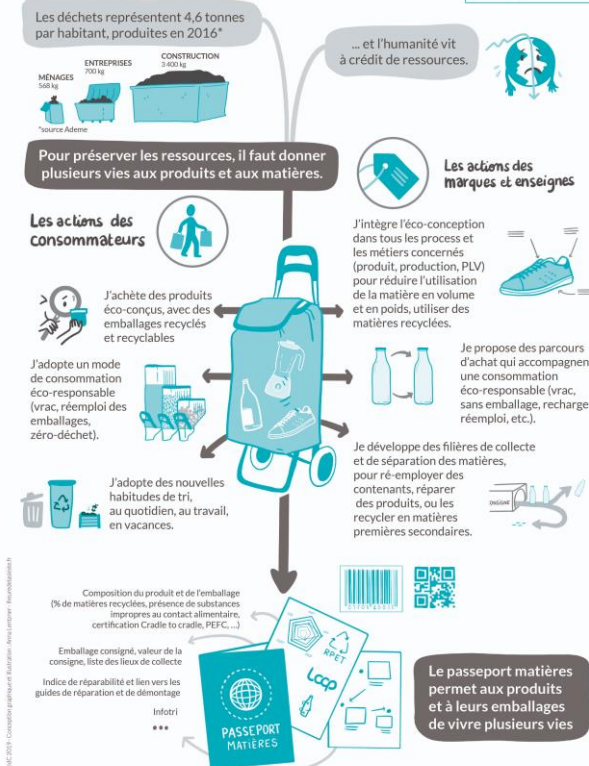 Les déchets représentent 4,6 tonnes
par habitant, produites en 2016*
... et l'humanité vit
à crédit de ressources.
MÉNAGES
568 kg
ENTREPRISES
700 kg
CONSTRUCTION
3 400 kg
*source Ademe
Pour préserver les ressources, il faut donner
plusieurs vies aux produits et aux matières.
Les actions des
consommateurs
J'achète des produits
éco-conçus, avec des
emballages recyclés
et recyclables
J'adopte un mode
de consommation
éco-responsable
(vrac, réemploi des
emballages,
zéro-déchet).
J'adopte des nouvelles
habitudes de tri,
au quotidien, au travail,
en vacances.
Les actions des
marques et enseignes
J'intègre l'éco-conception
dans tous les process et
les métiers concernés
(produit, production, PLV)
pour réduire l'utilisation
de la matière en volume
et en poids, utiliser des
matières recyclées.
Je propose des parcours
d'achat qui accompagnen
une consommation
éco-responsable (vrac,
sans emballage, recharge
réemploi, etc.).
Je développe des filières de collecte
et de séparation des matières,
pour ré-employer des
contenants, réparer
des produits, ou les
recycler en matières
premières secondaires.
CONSIGNE
Composition du produit et de l'emballage
(% de matières recyclées, présence de substances
impropres au contact alimentaire,
certification Cradle to cradle, PEFC, ...)
Emballage consigné, valeur de la
consigne, liste des lieux de collecte
Indice de réparabilité et lien vers les
guides de réparation et de démontage
Infotri
...
PASSEPORT
MATIÈRES
RPET
Loop
Le passeport matières
permet aux produits
et à leurs emballages
de vivre plusieurs vies